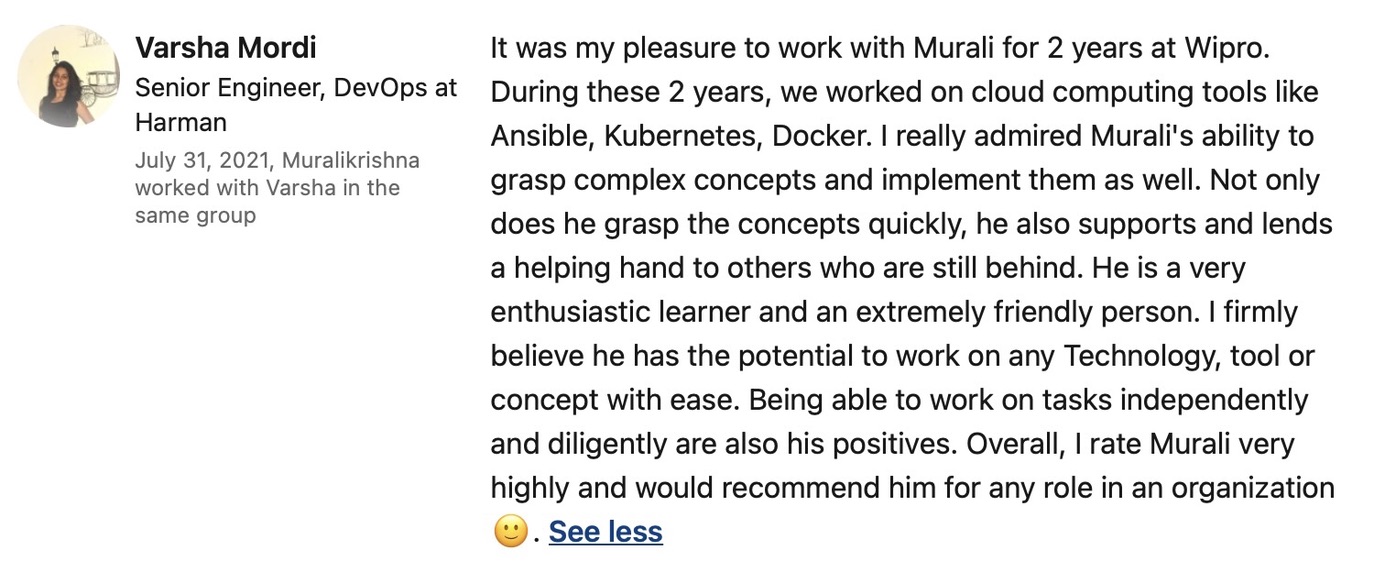 Varsha Mordi
Senior Engineer, DevOps at
Harman
July 31, 2021, Muralikrishna
worked with Varsha in the
same group
It was my pleasure to work with Murali for 2 years at Wipro.
During these 2 years, we worked on cloud computing tools like
Ansible, Kubernetes, Docker. I really admired Murali's ability to
grasp complex concepts and implement them as well. Not only
does he grasp the concepts quickly, he also supports and lends
a helping hand to others who are still behind. He is a very
enthusiastic learner and an extremely friendly person. I firmly
believe he has the potential to work on any Technology, tool or
concept with ease. Being able to work on tasks independently
and diligently are also his positives. Overall, I rate Murali very
highly and would recommend him for any role in an organization
🙂. See less